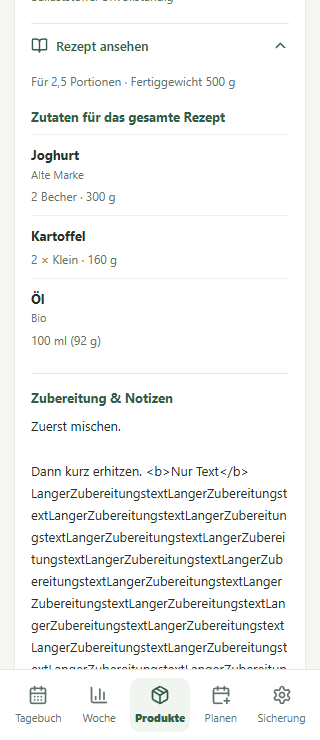 Rezept ansehen
Für 2,5 Portionen · Fertiggewicht 500 g
Zutaten für das gesamte Rezept
Joghurt
Alte Marke
2 Becher · 300 g
Kartoffel
2 × Klein · 160 g
Öl
Bio
100 ml (92 g)
Zubereitung & Notizen
Zuerst mischen.
Dann kurz erhitzen. <b>Nur Text</b>
LangerZubereitungstextLangerZubereitungst
extLangerZubereitungstextLangerZubereitun
gstextLangerZubereitungstextLangerZuberei
tungstextLangerZubereitungstextLangerZub
ereitungstextLangerZubereitungstextLanger
ZubereitungstextLangerZubereitungstextLan
gerZubereitungstextLangerZubereitungstext
LangerZubereitungstextLangerZubereitungst
Tagebuch
Woche
Produkte
Planen
Sicherung